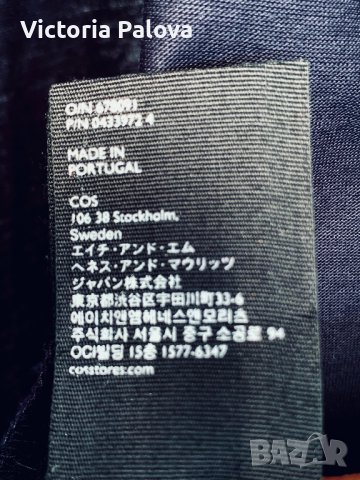 Victoria Palova
O/N 678091
P/N 0433972 4
MADE IN
PORTUGAL
COS
106 38 Stockholm,
Sweden
エイチ・アンド・エム
ヘネス・アンド・マウリッツ
ジャパン株式会社
東京都渋谷区宇田川町33-6
에이치앤엠헤네스앤모리츠
주식회사 서울시 중구 소공로 94
OCI빌딩 15층 1577-6347
cosstores.com
BAZAR